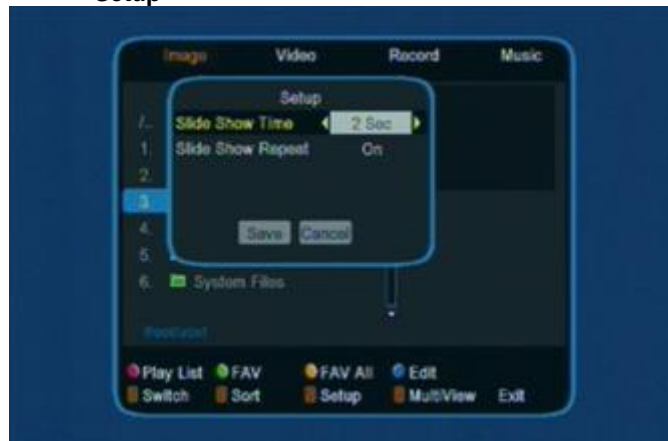 Setup
Image Video Record Music
Setup
/..
Slide Show Time 2 Sec
1. Slide Show Repeat On
2.
3.
4. Save Cancel
5.
6. System Files
Play List FAV FAV All Edit
Switch Sort Setup MultiView Exit